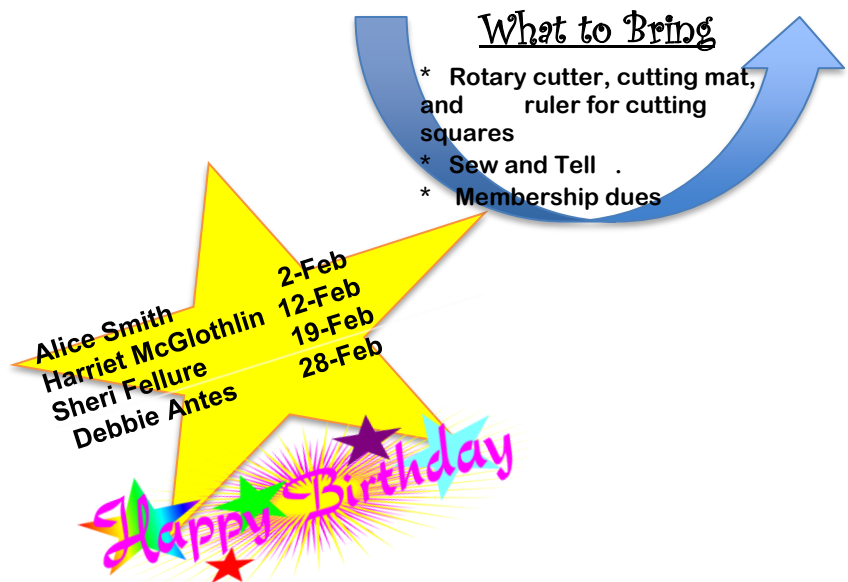 What to Bring
* Rotary cutter, cutting mat,
and ruler for cutting
squares
* Sew and Tell .
* Membership dues
Alice Smith 2-Feb
Harriet McGlothlin 12-Feb
Sheri Fellure 19-Feb
Debbie Antes 28-Feb
Happy Birthday